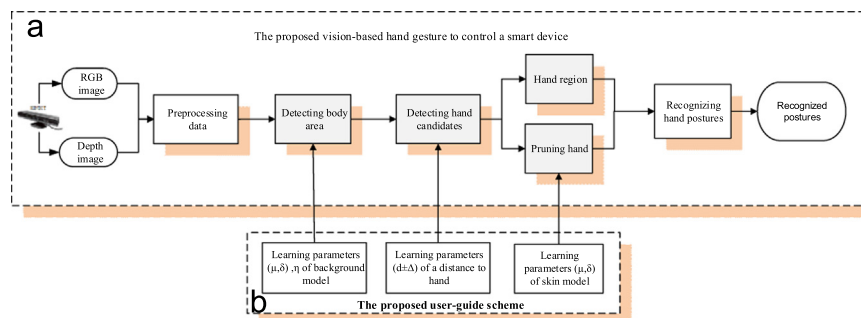 a
The proposed vision-based hand gesture to control a smart device
RGB
image
Depth
image
Preprocessing
data
Detecting body
area
Detecting hand
candidates
Hand region
Pruning hand
Recognizing
hand postures
Recognized
postures
Learning parameters
(μ,δ) ,η of background
model
Learning parameters
(d±Δ) of a distance to
hand
Learning
parameters (μ,δ)
of skin model
b
The proposed user-guide scheme